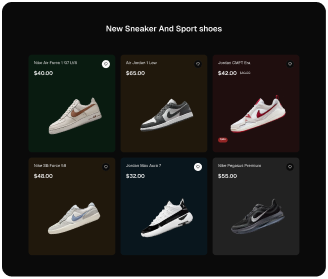 New Sneaker And Sport shoes
Nike Air Force 1 '07 LV8
$40.00
Air Jordan 1 Low
$65.00
Jordan CMFT Era
$42.00
Nike SB Force 58
$48.00
Jordan Max Aura 7
$32.00
Nike Pegasus Premium
$55.00